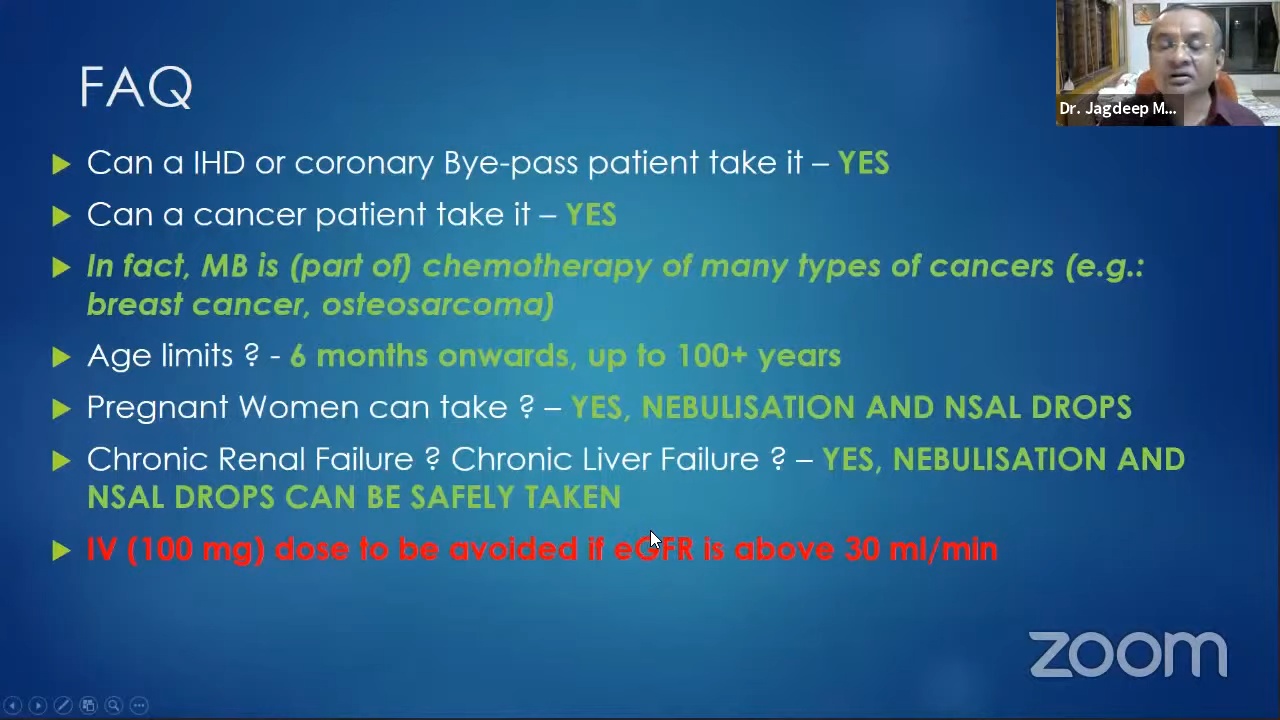 FAQ
Can a IHD or coronary Bye-pass patient take it – YES
Can a cancer patient take it – YES
In fact, MB is (part of) chemotherapy of many types of cancers (e.g.:
breast cancer, osteosarcoma)
Age limits ? - 6 months onwards, up to 100+ years
Pregnant Women can take ? – YES, NEBULISATION AND NSAL DROPS
Chronic Renal Failure ? Chronic Liver Failure ? – YES, NEBULISATION AND
NSAL DROPS CAN BE SAFELY TAKEN
IV (100 mg) dose to be avoided if eGFR is above 30 ml/min
Dr. Jagdeep M...
zoom